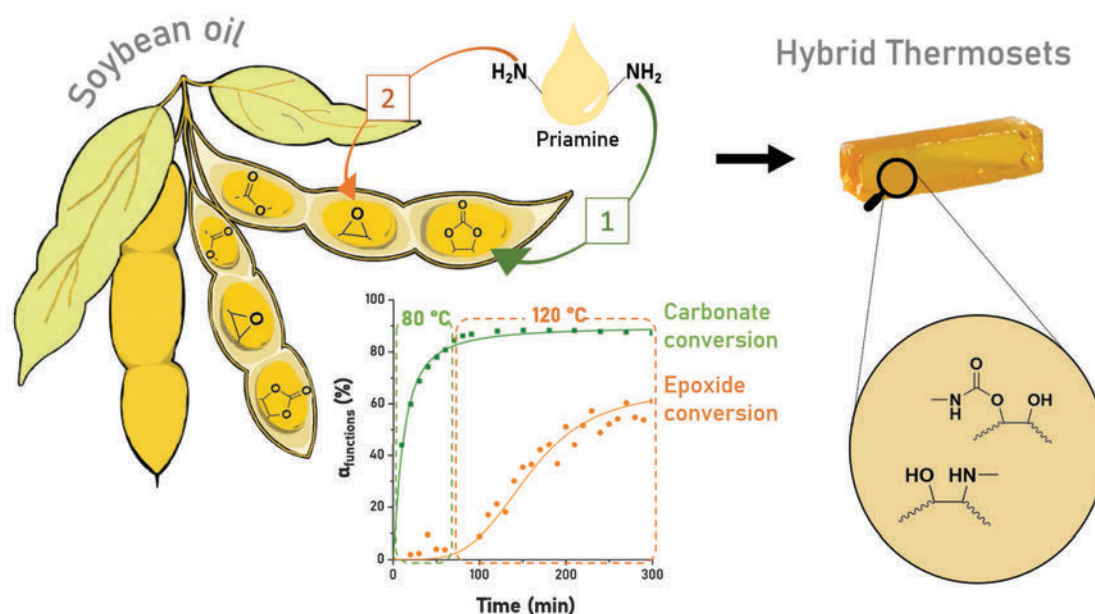 Soybean oil
2
H₂N
NH₂
Priamine
1
Hybrid Thermosets
O
O
O
O
O
O
O
O
O
O
O
O
80 °C
120 °C
Carbonate
conversion
Epoxide
conversion
αfunctions (%)
100
80
60
40
20
0
0
100
200
300
Time (min)
O
N
H
O
OH
HO
HN